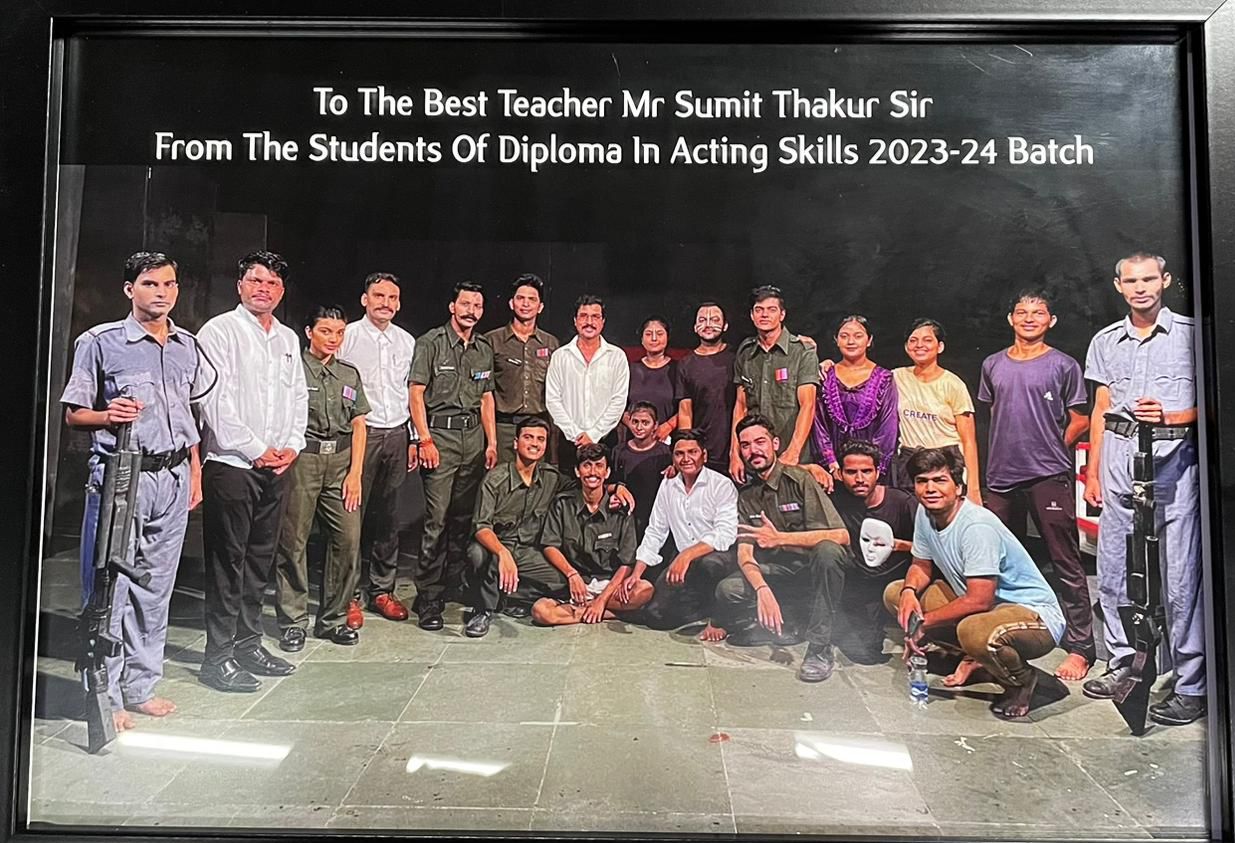 To The Best Teacher Mr Sumit Thakur Sir
From The Students Of Diploma In Acting Skills 2023-24 Batch
CREATE